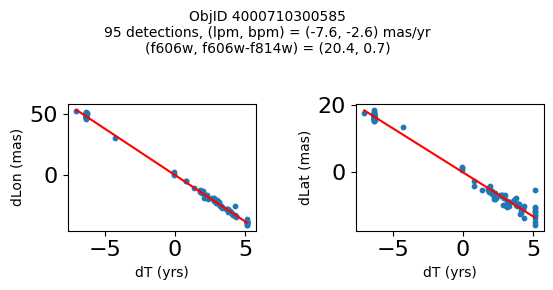 ObjID 4000710300585
95 detections, (lpm, bpm) = (-7.6, -2.6) mas/yr
(f606w, f606w-f814w) = (20.4, 0.7)
dLon (mas)
50
0
−5
0
5
dT (yrs)
dLat (mas)
20
0
−5
0
5
dT (yrs)